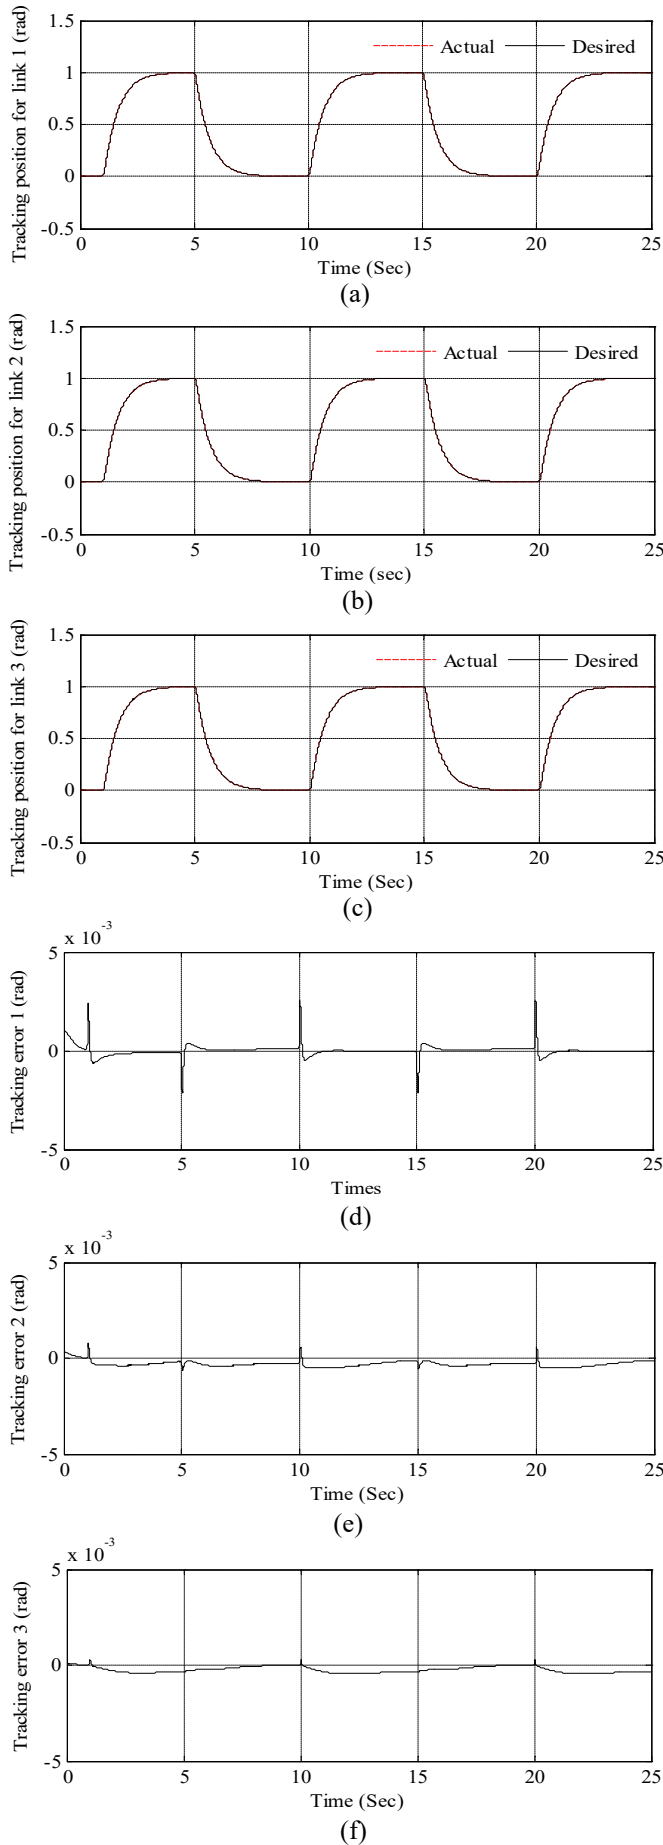 Tracking position for link 1 (rad)
1.5
Actual Desired
1
0.5
0
-0.5
0 5 10 15 20 25
Time (Sec)
(a)
Tracking position for link 2 (rad)
1.5
Actual Desired
1
0.5
0
-0.5
0 5 10 15 20 25
Time (sec)
(b)
Tracking position for link 3 (rad)
1.5
Actual Desired
1
0.5
0
-0.5
0 5 10 15 20 25
Time (Sec)
(c)
x 10^-3
Tracking error 1 (rad)
5
0
-5
0 5 10 15 20 25
Times
(d)
x 10^-3
Tracking error 2 (rad)
5
0
-5
0 5 10 15 20 25
Time (Sec)
(e)
x 10^-3
Tracking error 3 (rad)
5
0
-5
0 5 10 15 20 25
Time (Sec)
(f)